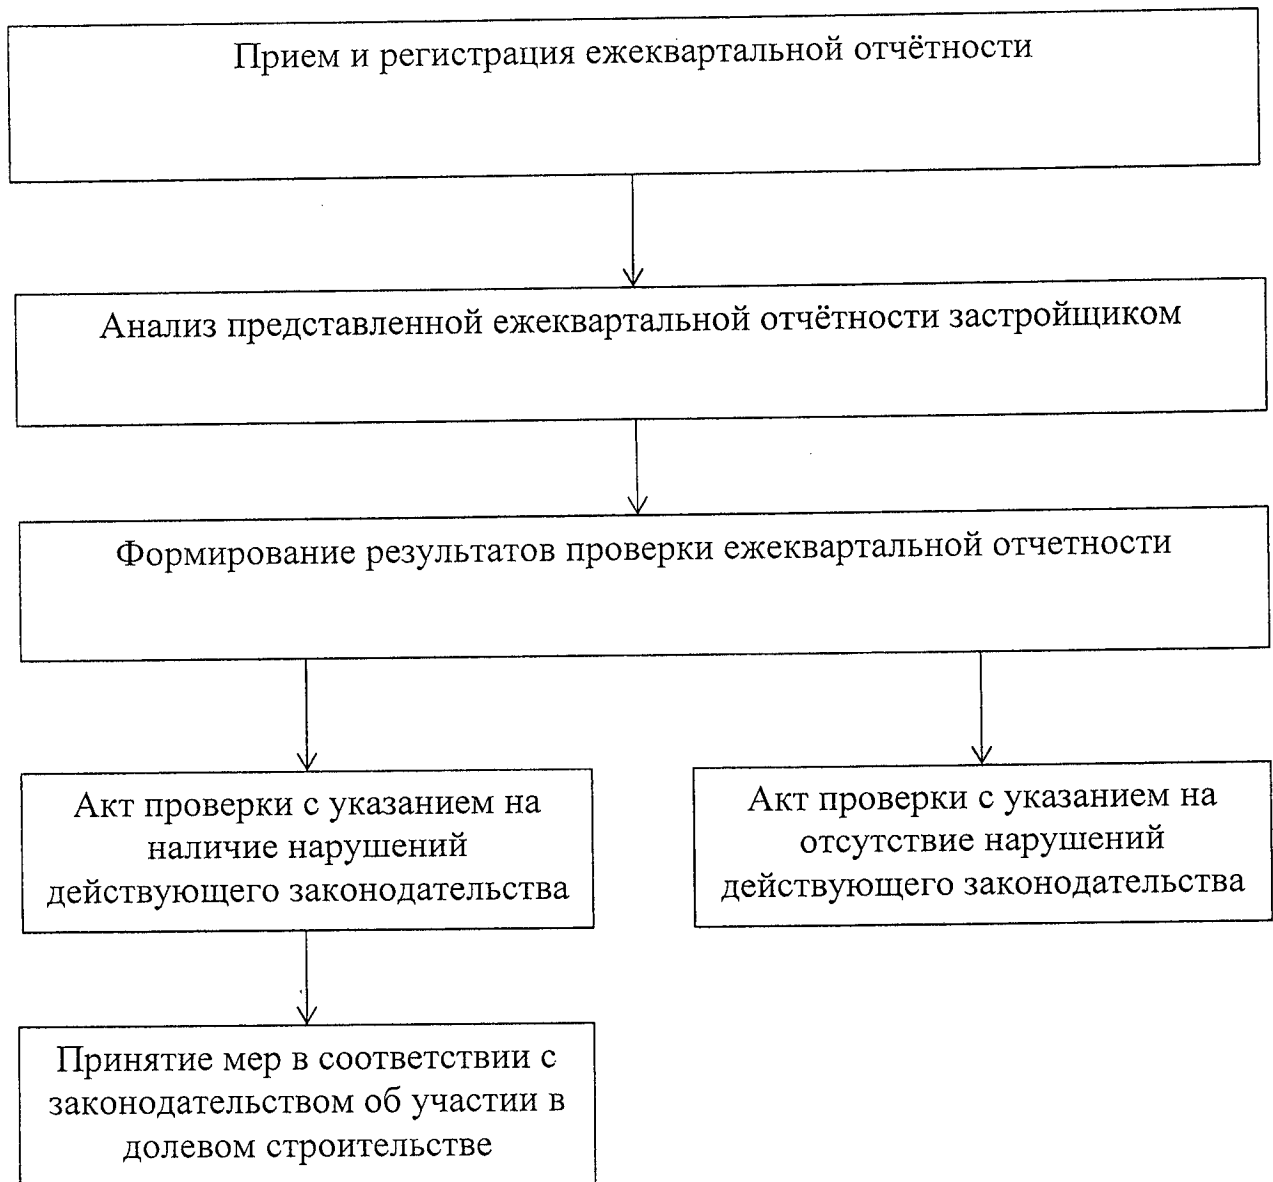 Прием и регистрация ежеквартальной отчётности
Анализ представленной ежеквартальной отчётности застройщиком
Формирование результатов проверки ежеквартальной отчетности
Акт проверки с указанием на
наличие нарушений
действующего законодательства
Акт проверки с указанием на
отсутствие нарушений
действующего законодательства
Принятие мер в соответствии с
законодательством об участии в
долевом строительстве